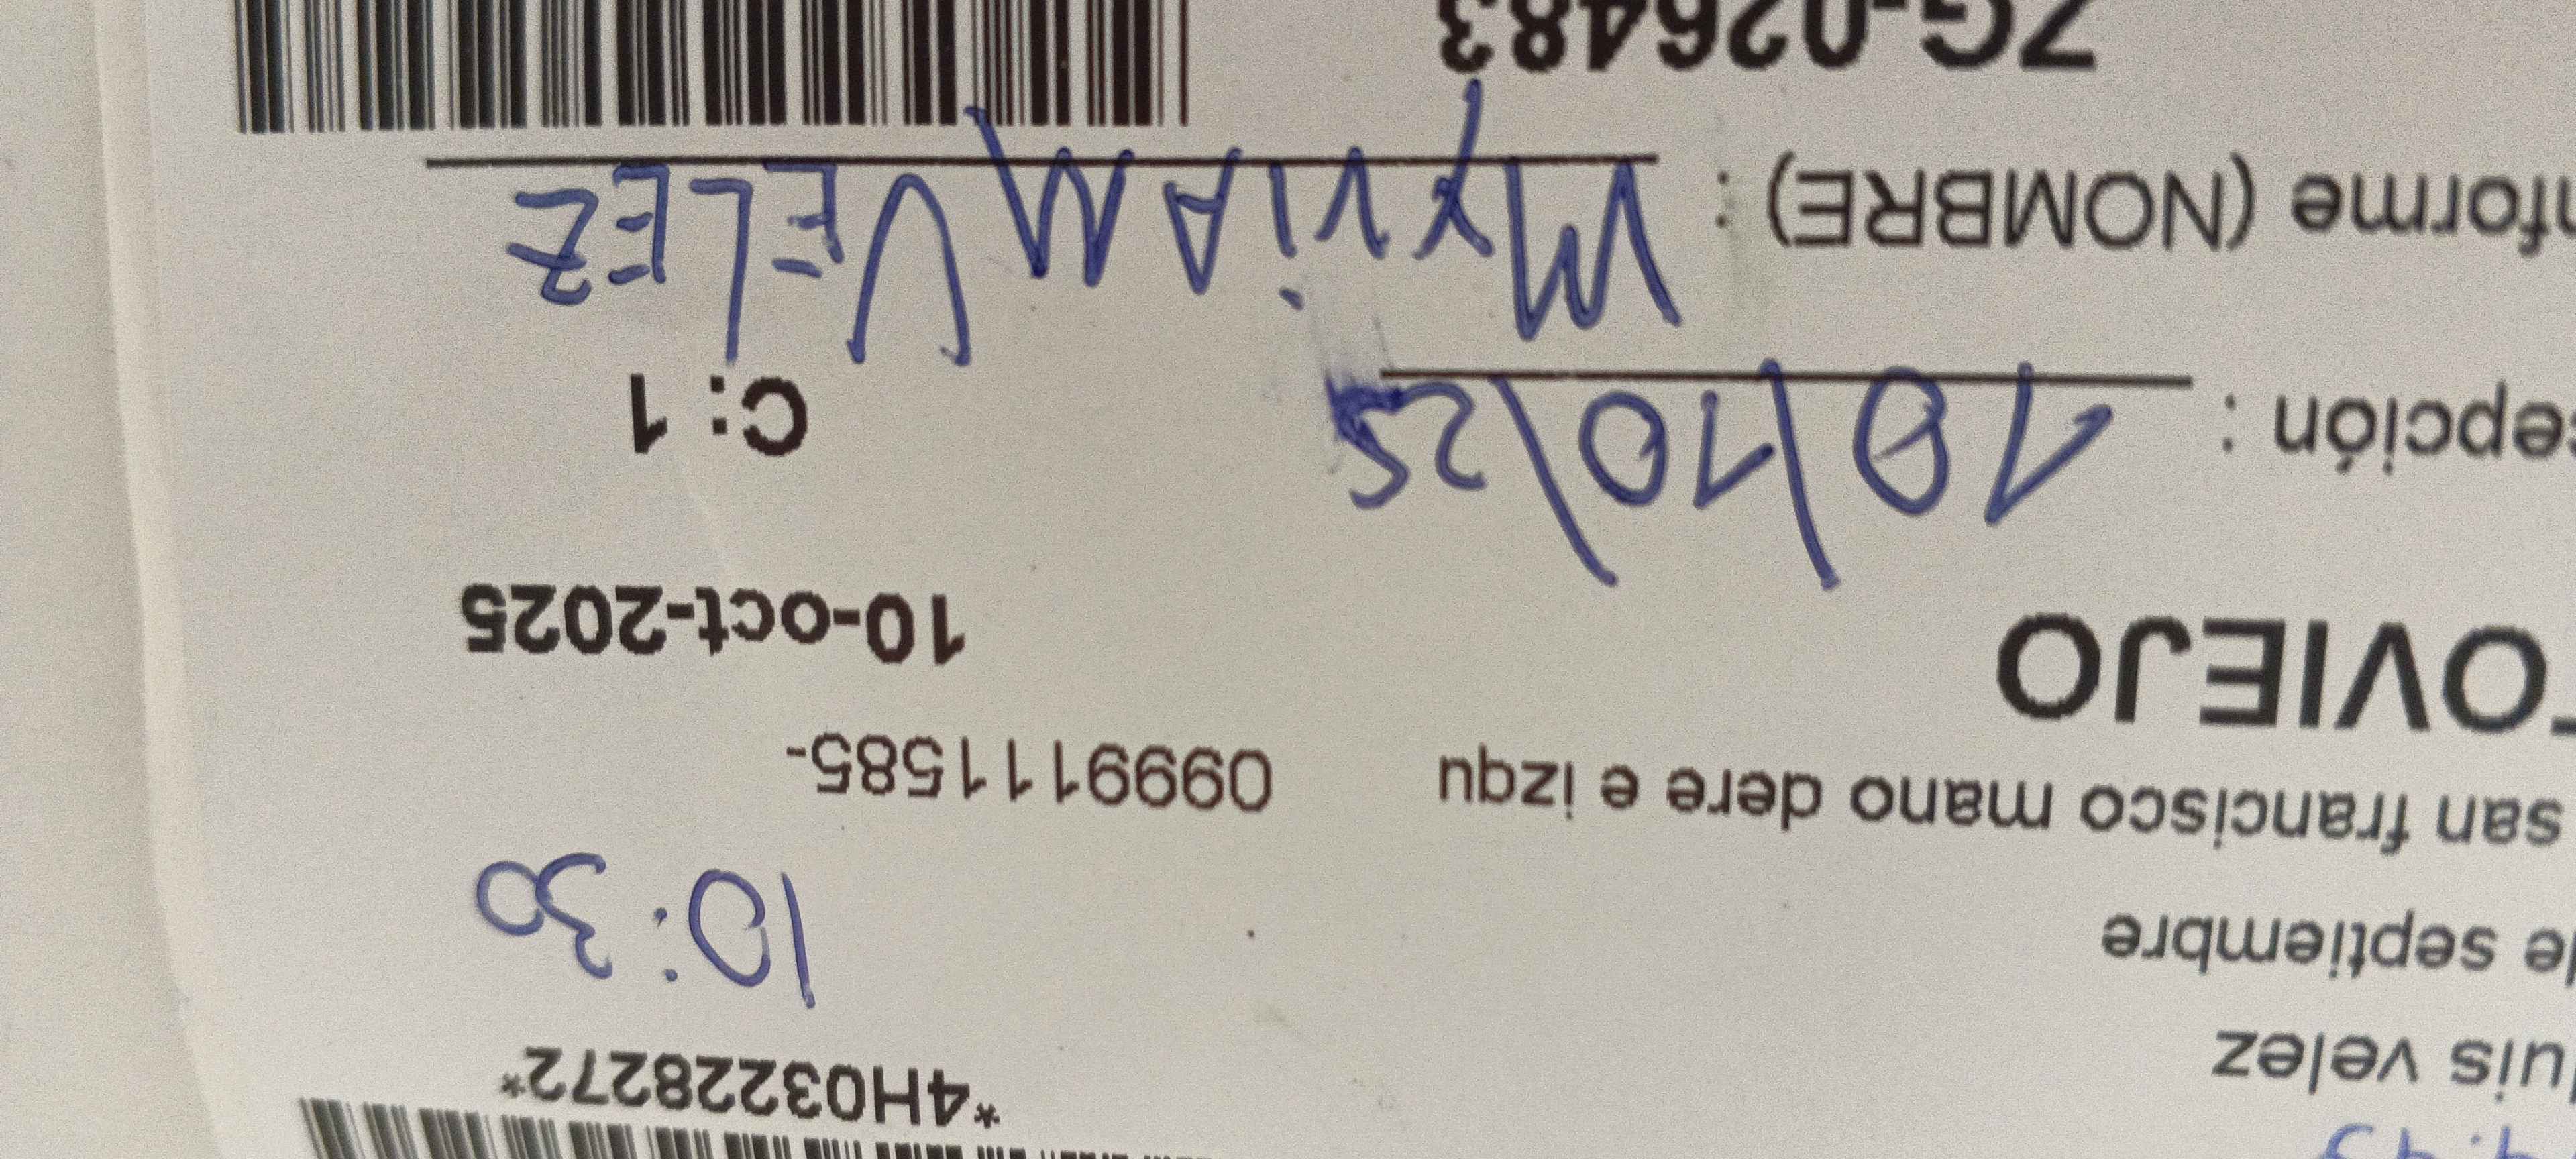 *4H03228272*
luis velez
10:30
de septiembre
san francisco mano dere e izqu 0999111585-
OVIEJO 10-oct-2025
epción : 10/10/25 C: 1
nforme (NOMBRE) : MyriAM VELEZ
ZG-026483